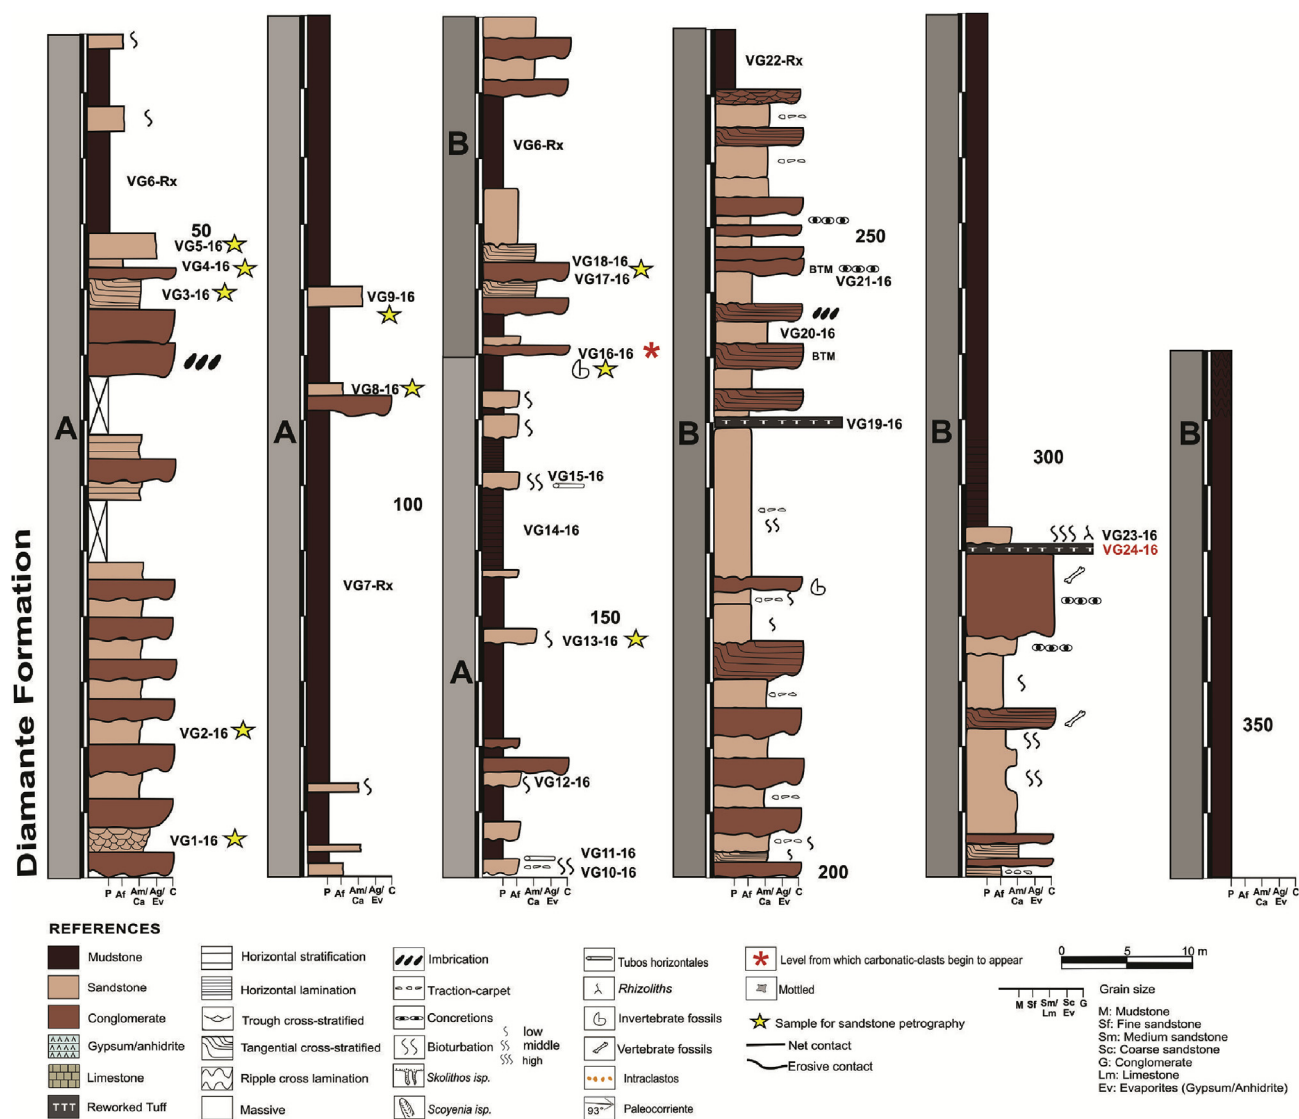 Diamante Formation
A
VG6-Rx
50
VG5-16
VG4-16
VG3-16
VG2-16
VG1-16
P Af Am/Ca Ag/Ev C
A
VG9-16
VG8-16
100
VG7-Rx
P Af Am/Ca Ag/Ev C
B
VG6-Rx
VG18-16
VG17-16
VG16-16
VG15-16
VG14-16
150
VG13-16
A
VG12-16
VG11-16
VG10-16
P Af Am/Ca Ag/Ev C
VG22-Rx
250
BTM
VG21-16
VG20-16
BTM
VG19-16
B
200
P Af Am/Ca Ag/Ev C
B
300
VG23-16
VG24-16
P Af Am/Ca Ag/Ev C
B
350
P Af Am/Ca Ag/Ev C
REFERENCES
Mudstone
Sandstone
Conglomerate
Gypsum/anhidrite
Limestone
TTT Reworked Tuff
Horizontal stratification
Horizontal lamination
Trough cross-stratified
Tangential cross-stratified
Ripple cross lamination
Massive
Imbrication
Traction-carpet
Concretions
Bioturbation
low
middle
high
Skolithos isp.
Scoyenia isp.
Tubos horizontales
Rhizoliths
Invertebrate fossils
Vertebrate fossils
Intraclastos
93° Paleocorriente
* Level from which carbonatic-clasts begin to appear
Mottled
Sample for sandstone petrography
Net contact
Erosive contact
0 5 10 m
Grain size
M Sf Sm/Lm Sc Ev G
M: Mudstone
Sf: Fine sandstone
Sm: Medium sandstone
Sc: Coarse sandstone
G: Conglomerate
Lm: Limestone
Ev: Evaporites (Gypsum/Anhidrite)